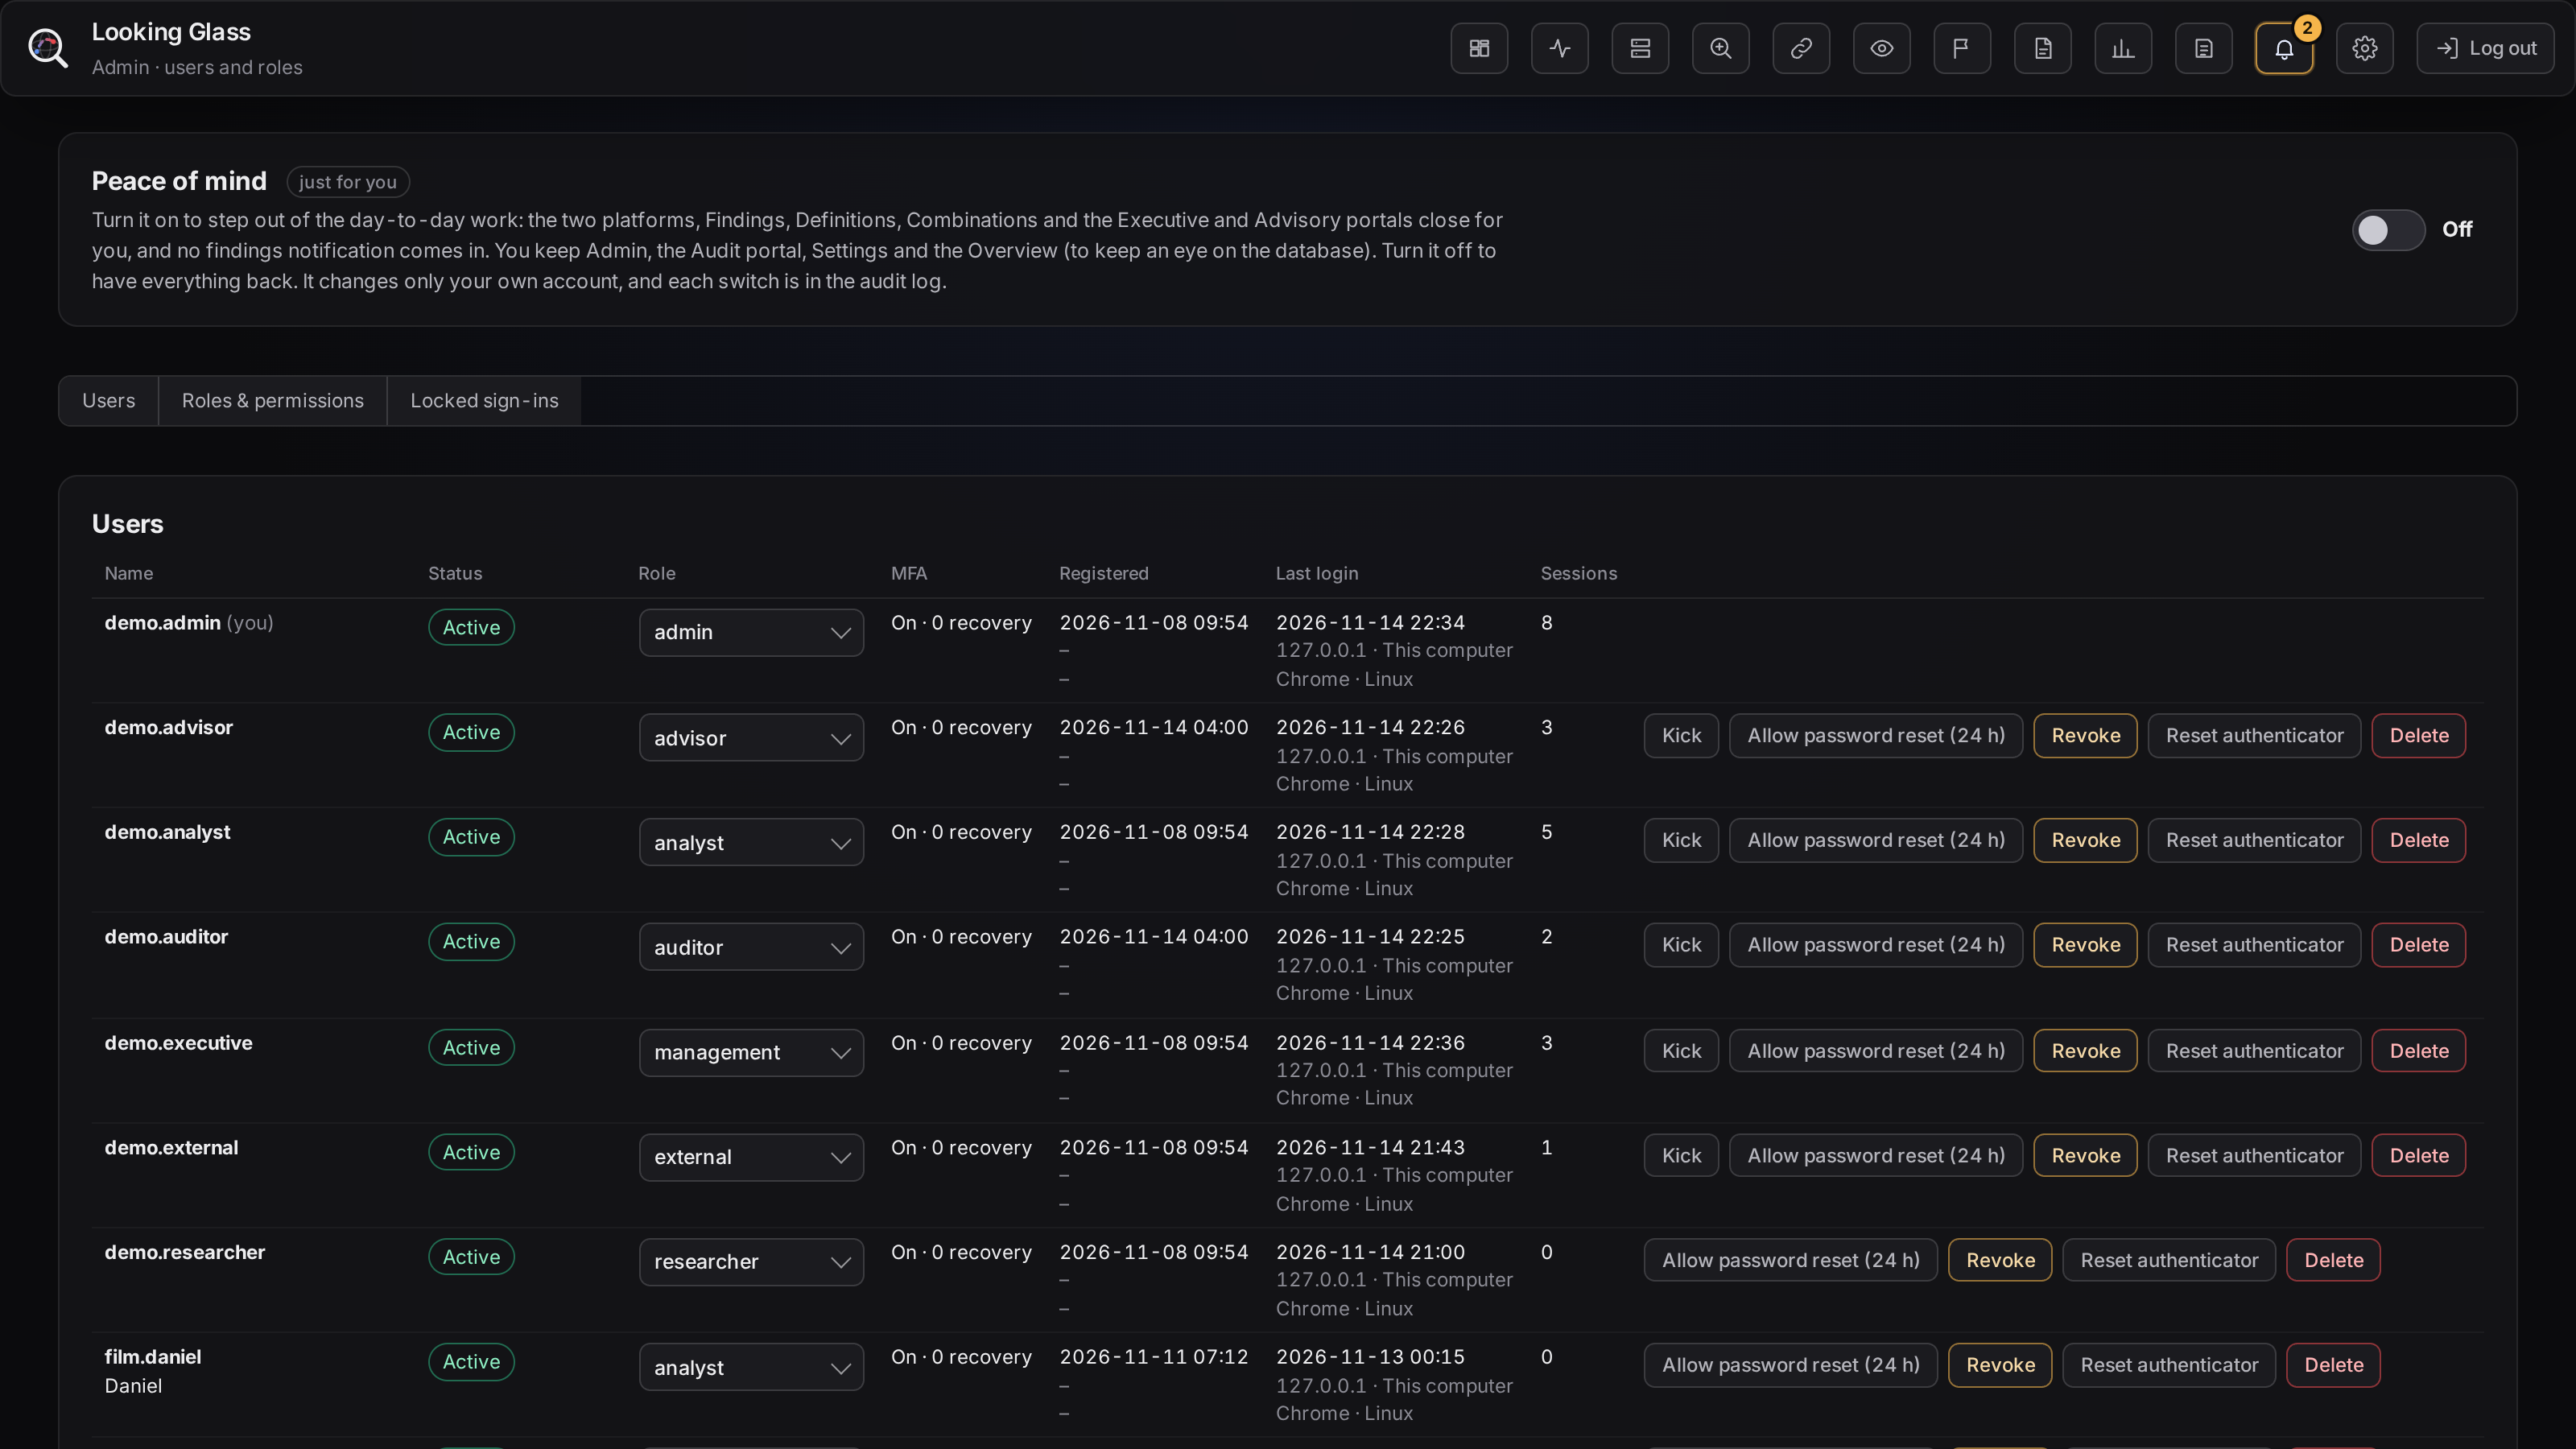 Looking Glass
Admin · users and roles
2
Log out
Peace of mind just for you
Turn it on to step out of the day-to-day work: the two platforms, Findings, Definitions, Combinations and the Executive and Advisory portals close for
you, and no findings notification comes in. You keep Admin, the Audit portal, Settings and the Overview (to keep an eye on the database). Turn it off to
have everything back. It changes only your own account, and each switch is in the audit log.
Off
Users Roles & permissions Locked sign-ins
Users
Name Status Role MFA Registered Last login Sessions
demo.admin (you) Active admin On · 0 recovery 2026-11-08 09:54 2026-11-14 22:34 8
– 127.0.0.1 · This computer
– Chrome · Linux
demo.advisor Active advisor On · 0 recovery 2026-11-14 04:00 2026-11-14 22:26 3 Kick Allow password reset (24 h) Revoke Reset authenticator Delete
– 127.0.0.1 · This computer
– Chrome · Linux
demo.analyst Active analyst On · 0 recovery 2026-11-08 09:54 2026-11-14 22:28 5 Kick Allow password reset (24 h) Revoke Reset authenticator Delete
– 127.0.0.1 · This computer
– Chrome · Linux
demo.auditor Active auditor On · 0 recovery 2026-11-14 04:00 2026-11-14 22:25 2 Kick Allow password reset (24 h) Revoke Reset authenticator Delete
– 127.0.0.1 · This computer
– Chrome · Linux
demo.executive Active management On · 0 recovery 2026-11-08 09:54 2026-11-14 22:36 3 Kick Allow password reset (24 h) Revoke Reset authenticator Delete
– 127.0.0.1 · This computer
– Chrome · Linux
demo.external Active external On · 0 recovery 2026-11-08 09:54 2026-11-14 21:43 1 Kick Allow password reset (24 h) Revoke Reset authenticator Delete
– 127.0.0.1 · This computer
– Chrome · Linux
demo.researcher Active researcher On · 0 recovery 2026-11-08 09:54 2026-11-14 21:00 0 Allow password reset (24 h) Revoke Reset authenticator Delete
– 127.0.0.1 · This computer
– Chrome · Linux
film.daniel Active analyst On · 0 recovery 2026-11-11 07:12 2026-11-13 00:15 0 Allow password reset (24 h) Revoke Reset authenticator Delete
Daniel – 127.0.0.1 · This computer
– Chrome · Linux